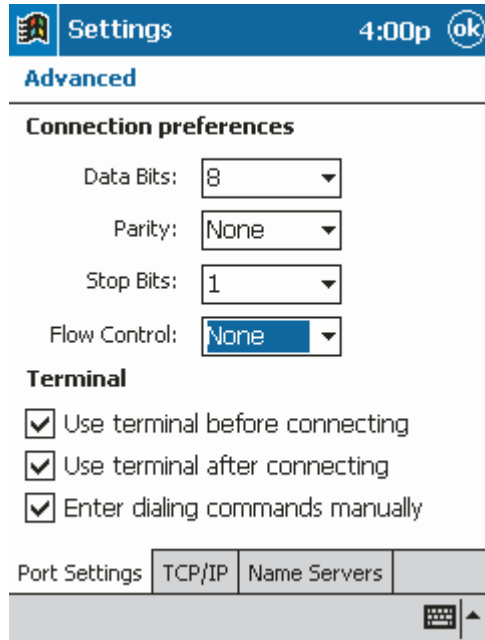 Settings 4:00p ok
Advanced
Connection preferences
Data Bits: 8
Parity: None
Stop Bits: 1
Flow Control: None
Terminal
Use terminal before connecting
Use terminal after connecting
Enter dialing commands manually
Port Settings TCP/IP Name Servers